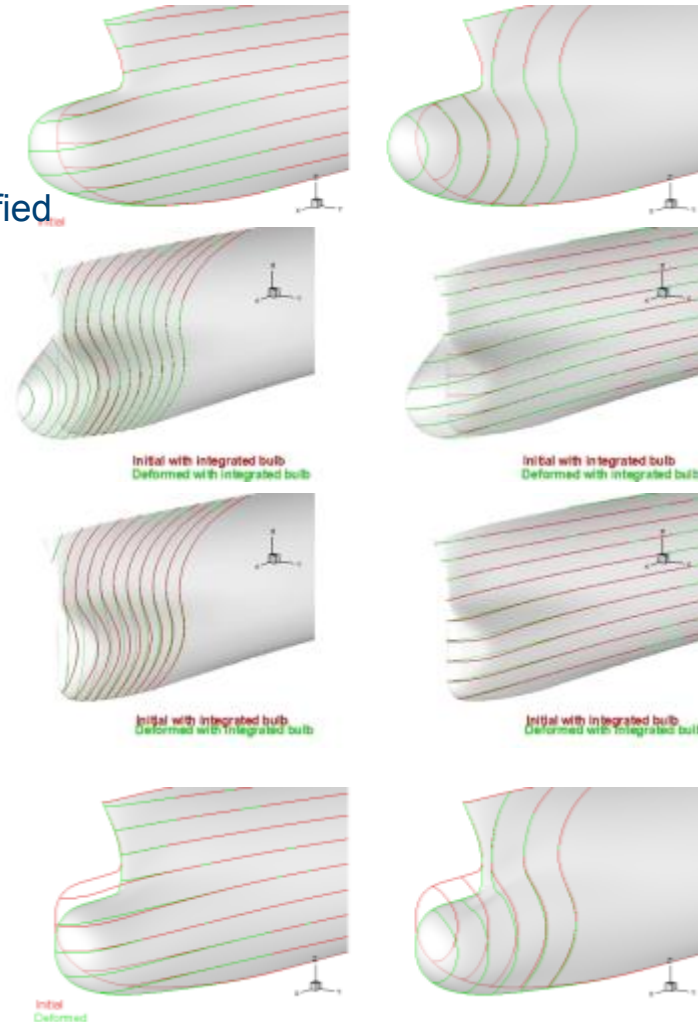 fied
Initial
Initial with integrated bulb
Deformed with integrated bulb
Initial with integrated bulb
Deformed with integrated bulb
Initial with integrated bulb
Deformed with integrated bulb
Initial with integrated bulb
Deformed with integrated bulb
Initial
Deformed